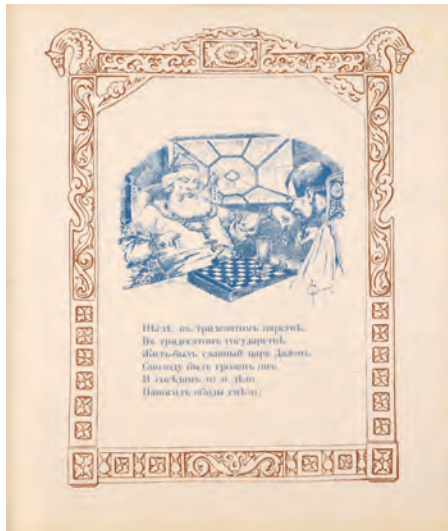 Нѣгдѣ, въ тридевятомъ царствѣ,
Въ тридесятомъ государствѣ
Жилъ-былъ славный царь Дадонъ.
Смолоду былъ грозенъ онъ
И сосѣдямъ то и дѣло
Наносилъ обиды смѣло;